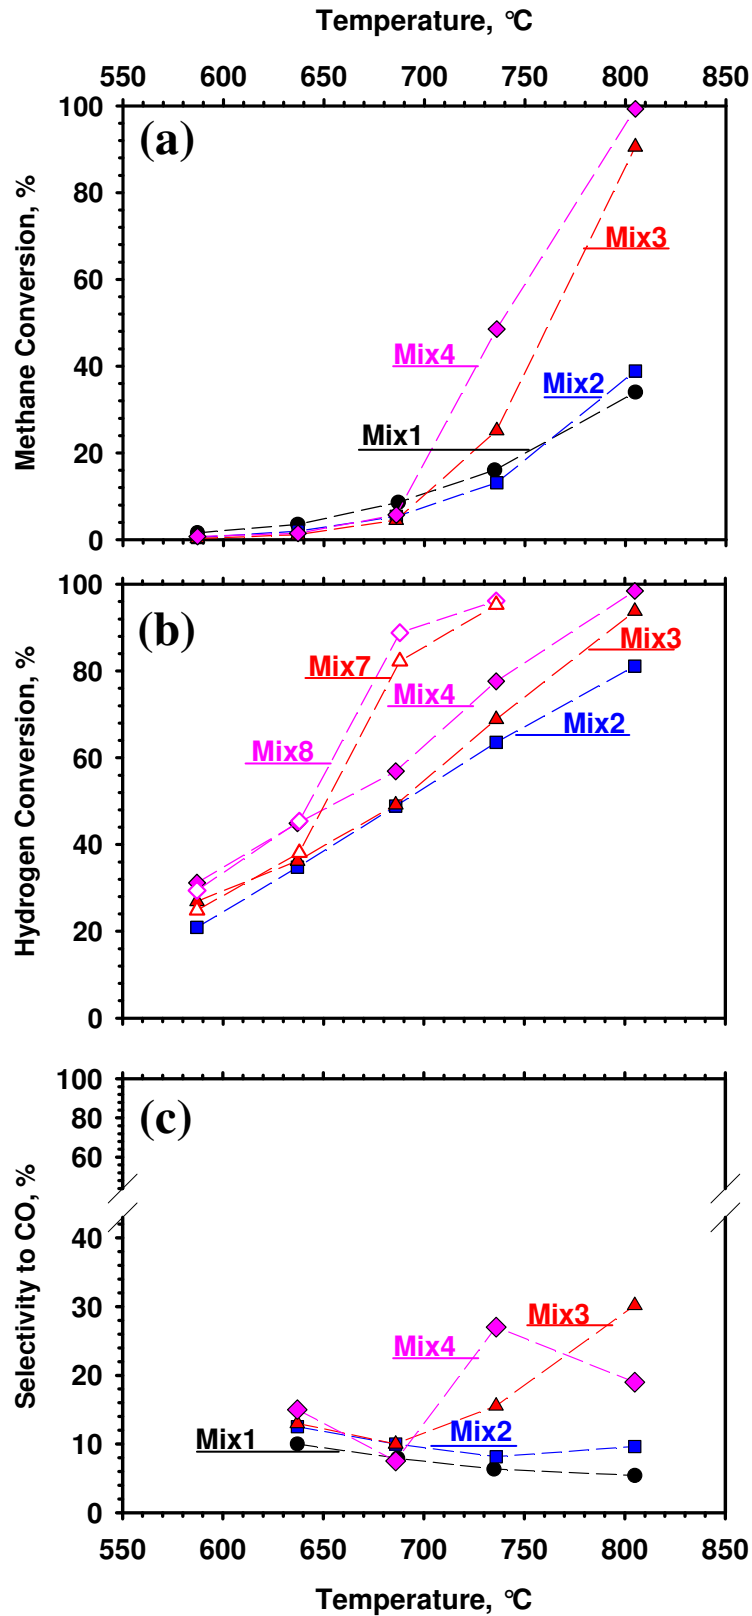 Temperature, °C
550 600 650 700 750 800 850
100
(a)
80
Mix3
60
Methane Conversion, %
Mix4
40
Mix2
Mix1
20
0
100
(b)
Mix3
80
Mix7
Mix4
Mix2
Mix8
60
Hydrogen Conversion, %
40
20
0
100
(c)
80
60
Selectivity to CO, %
40
30
Mix3
Mix4
20
Mix1
Mix2
10
0
550 600 650 700 750 800 850
Temperature, °C